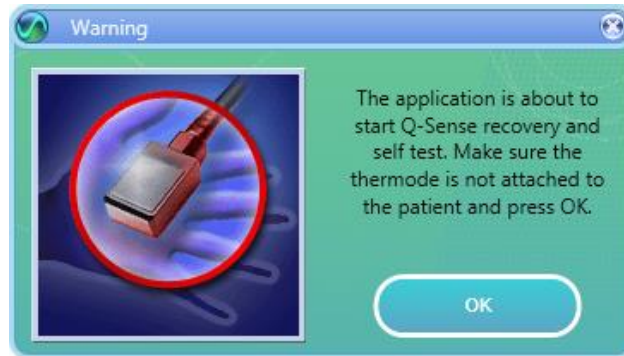 Warning
The application is about to
start Q-Sense recovery and
self test. Make sure the
thermode is not attached to
the patient and press OK.
OK